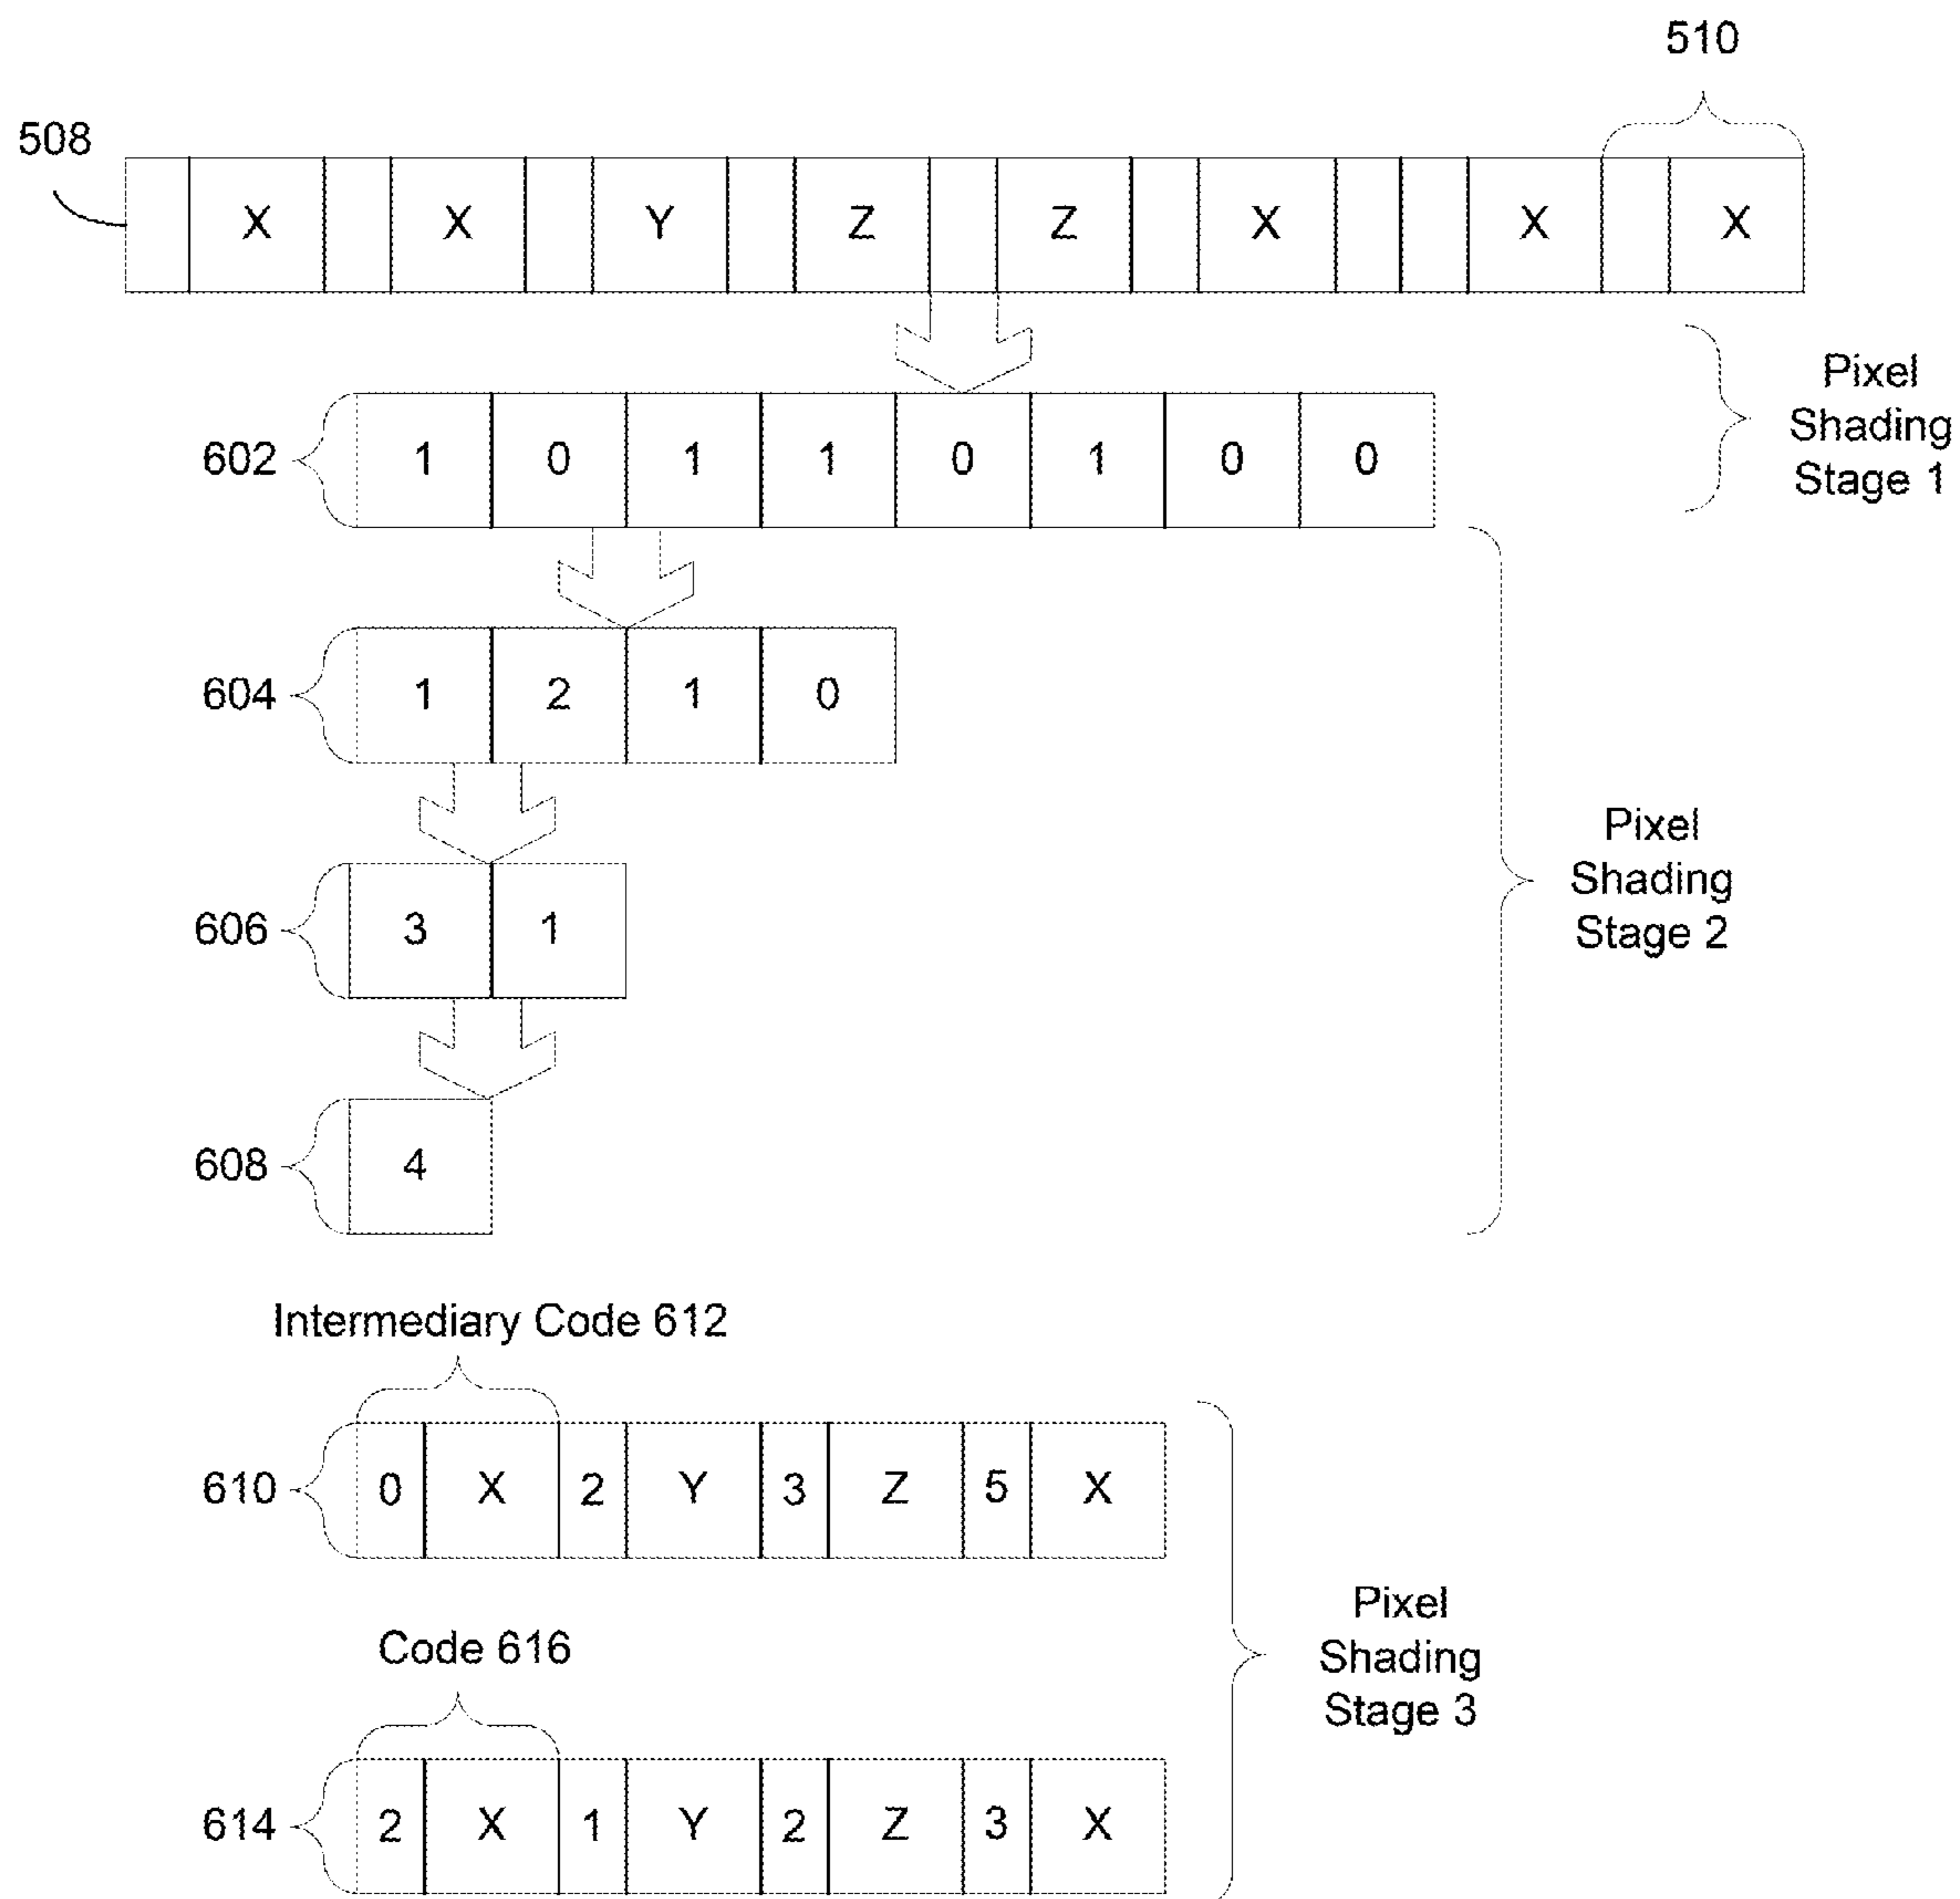 510
508
X X Y Z Z X X X
Pixel
Shading
Stage 1
602
1 0 1 1 0 1 0 0
604
1 2 1 0
606
3 1
Pixel
Shading
Stage 2
608
4
Intermediary Code 612
610
0 X 2 Y 3 Z 5 X
Code 616
Pixel
Shading
Stage 3
614
2 X 1 Y 2 Z 3 X